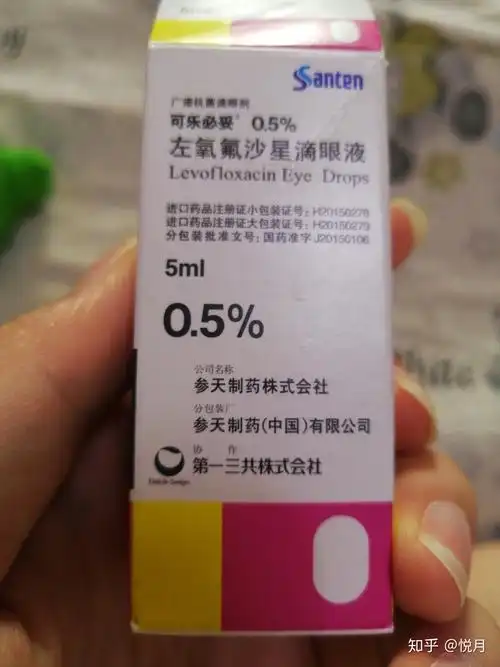 Santen
广谱抗菌滴眼剂
可乐必妥® 0.5%
左氧氟沙星滴眼液
Levofloxacin Eye Drops
进口药品注册证小包装证号：H20150278
进口药品注册证大包装证号：H20150279
分包装批准文号：国药准字J20150106
5ml
0.5%
公司名称
参天制药株式会社
分包装厂
参天制药(中国)有限公司
协 作
第一三共株式会社
Daiichi-Sankyo
知乎 @悦月